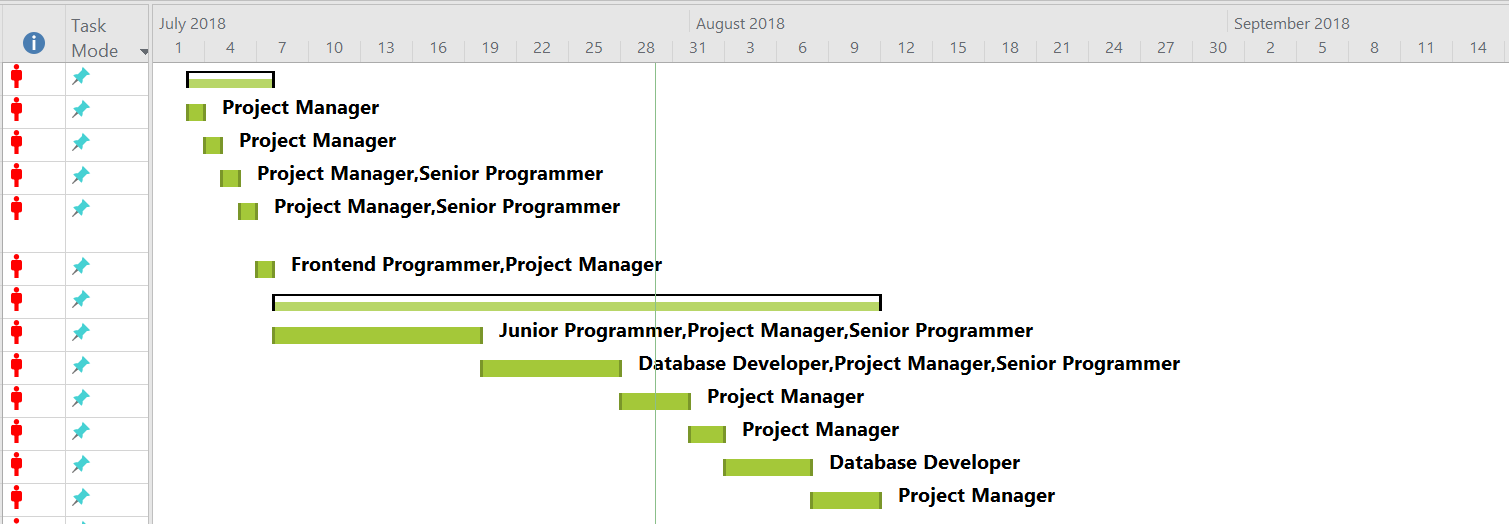 Task Mode
July 2018 August 2018 September 2018
1 4 7 10 13 16 19 22 25 28 31 3 6 9 12 15 18 21 24 27 30 2 5 8 11 14
Project Manager
Project Manager
Project Manager,Senior Programmer
Project Manager,Senior Programmer
Frontend Programmer,Project Manager
Junior Programmer,Project Manager,Senior Programmer
Database Developer,Project Manager,Senior Programmer
Project Manager
Project Manager
Database Developer
Project Manager